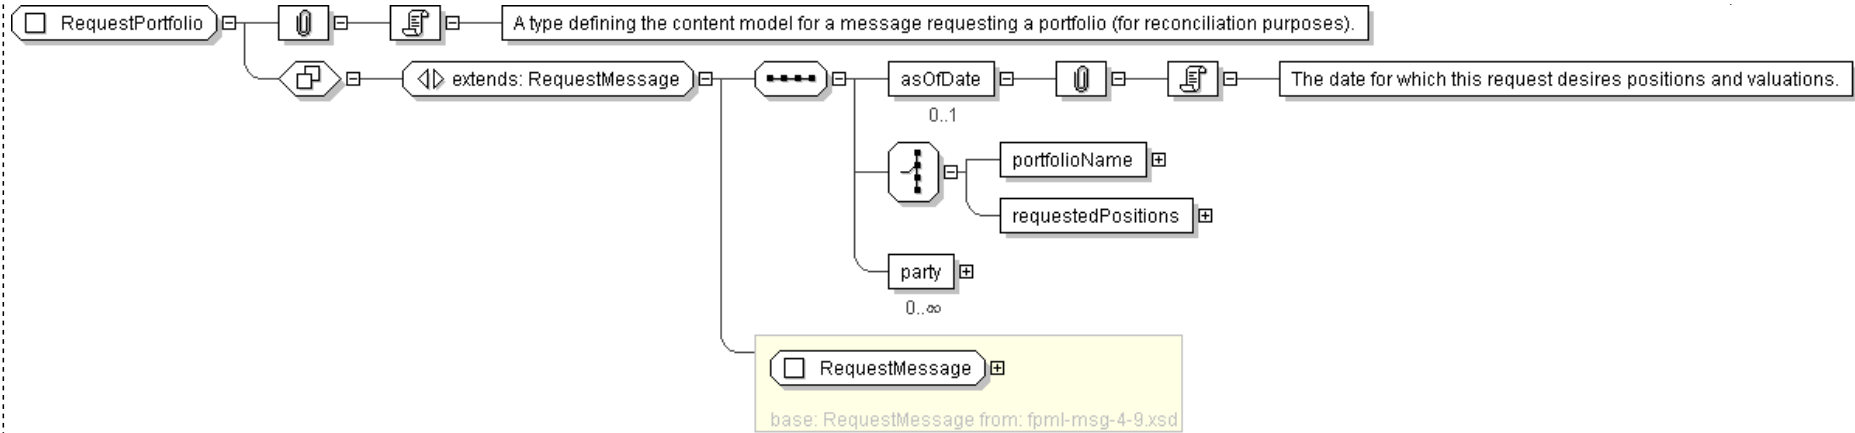 RequestPortfolio
A type defining the content model for a message requesting a portfolio (for reconciliation purposes).
extends: RequestMessage
asOfDate
The date for which this request desires positions and valuations.
0..1
portfolioName
requestedPositions
party
0..∞
RequestMessage
base: RequestMessage from: fpml-msg-4-9.xsd